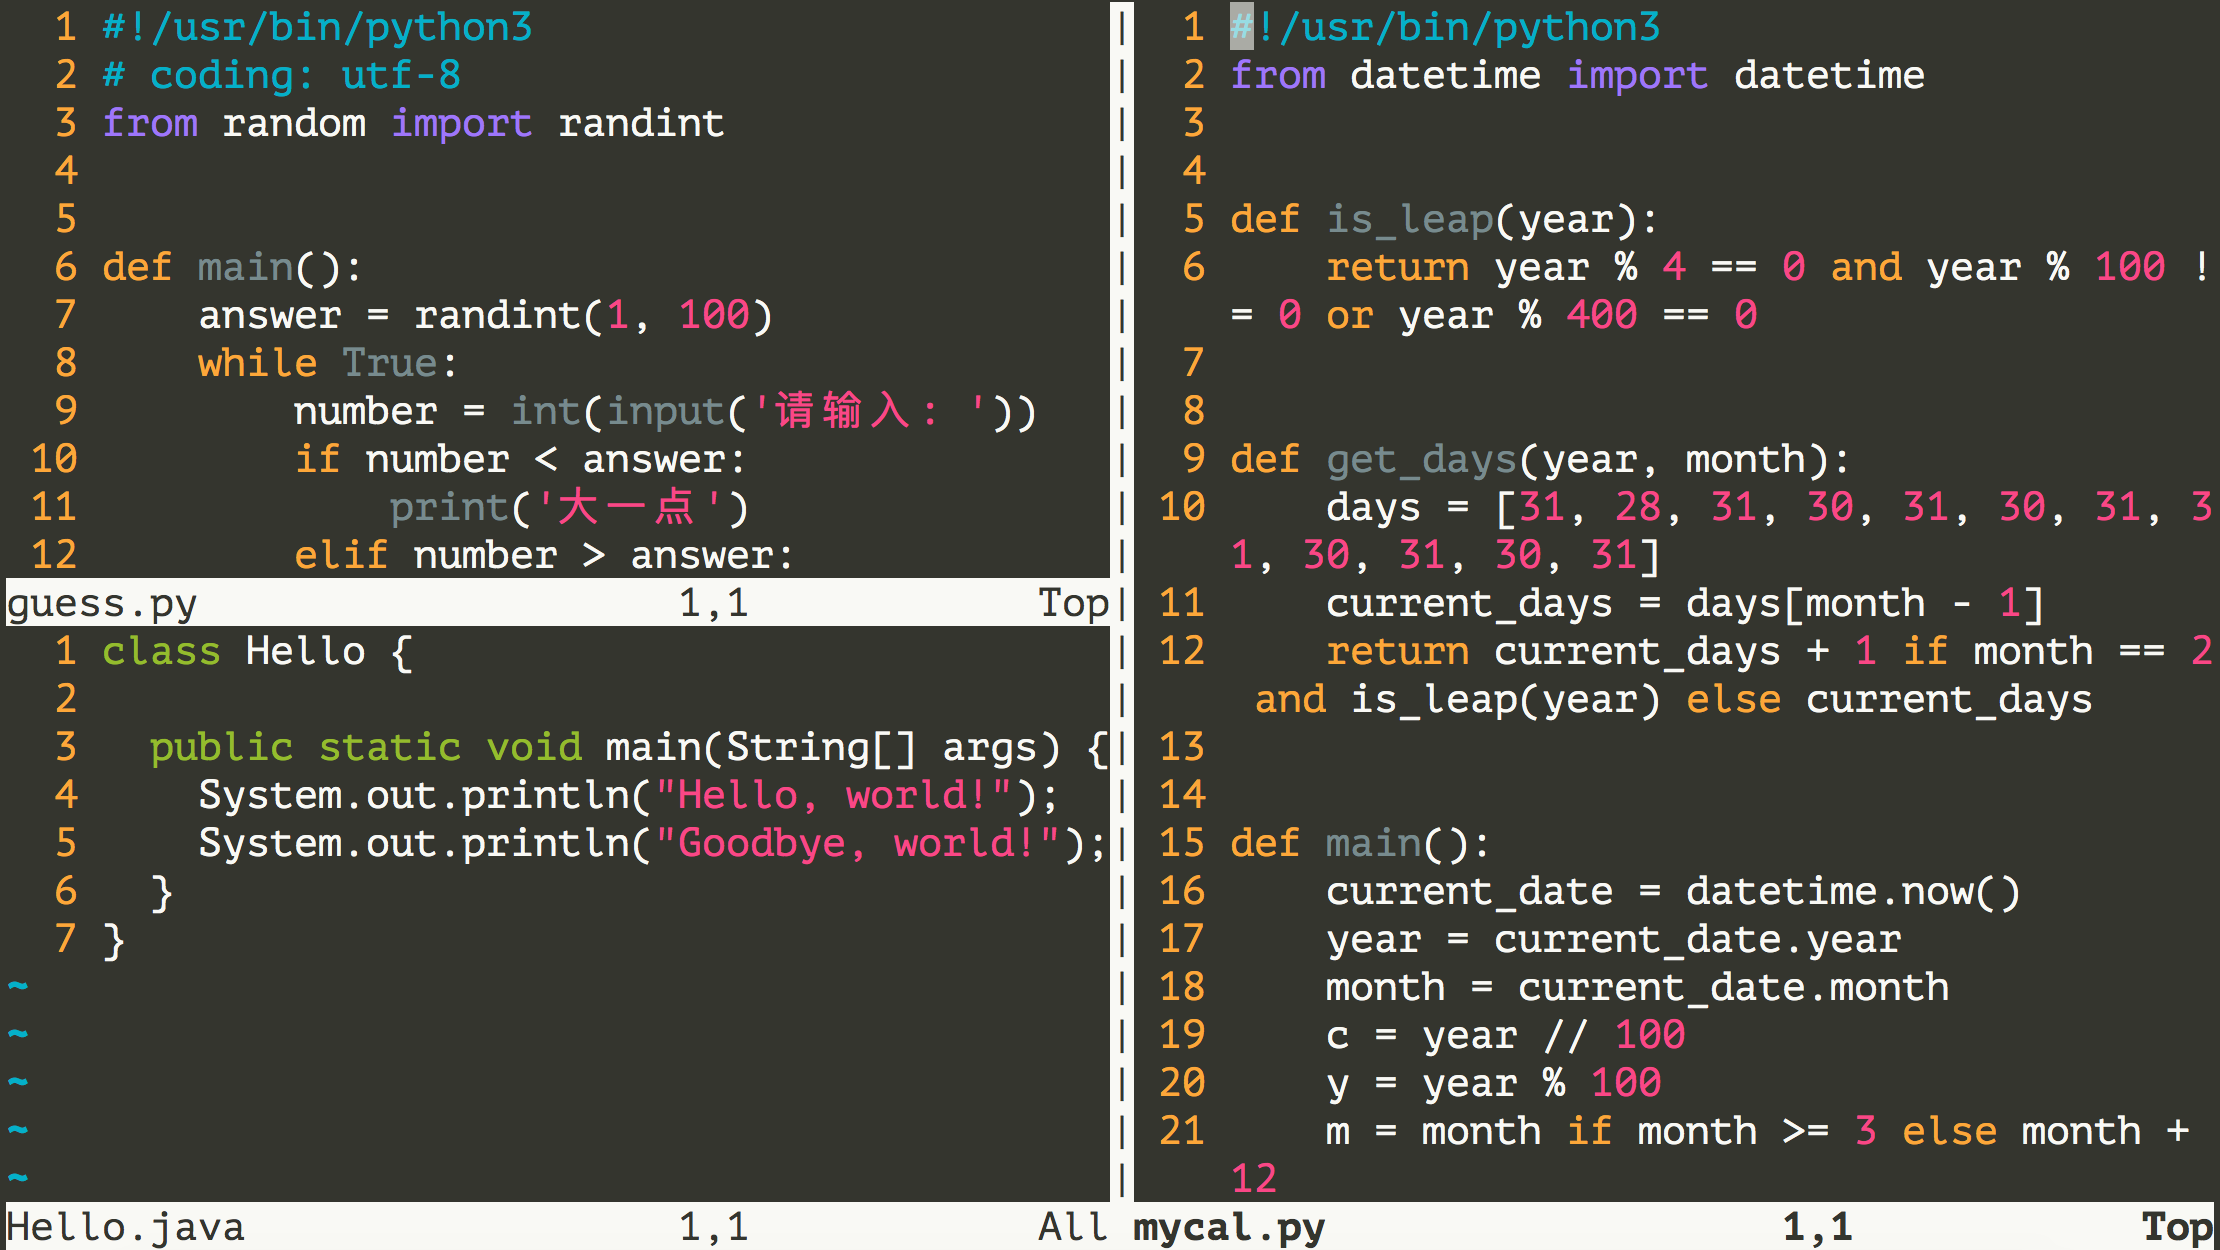 1 #!/usr/bin/python3
2 # coding: utf-8
3 from random import randint
4
5
6 def main():
7     answer = randint(1, 100)
8     while True:
9         number = int(input('请输入: '))
10         if number < answer:
11             print('大一点')
12         elif number > answer:
guess.py 1,1 Top
1 class Hello {
2
3   public static void main(String[] args) {
4     System.out.println("Hello, world!");
5     System.out.println("Goodbye, world!");
6   }
7 }
~
~
~
~
~
Hello.java 1,1 All
1 #!/usr/bin/python3
2 from datetime import datetime
3
4
5 def is_leap(year):
6     return year % 4 == 0 and year % 100 !
= 0 or year % 400 == 0
7
8
9 def get_days(year, month):
10     days = [31, 28, 31, 30, 31, 30, 31, 3
1, 30, 31, 30, 31]
11     current_days = days[month - 1]
12     return current_days + 1 if month == 2
 and is_leap(year) else current_days
13
14
15 def main():
16     current_date = datetime.now()
17     year = current_date.year
18     month = current_date.month
19     c = year // 100
20     y = year % 100
21     m = month if month >= 3 else month +
12
mycal.py 1,1 Top